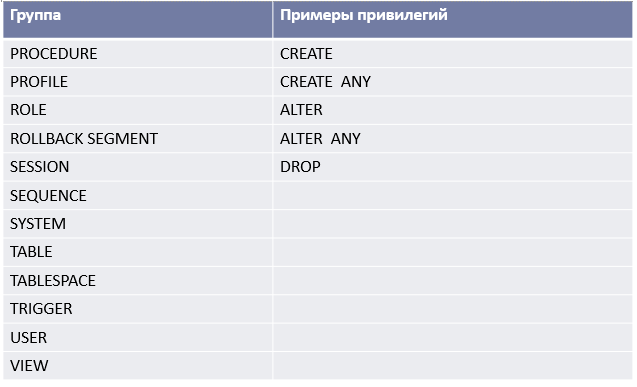 Группа Примеры привилегий
PROCEDURE CREATE
PROFILE CREATE ANY
ROLE ALTER
ROLLBACK SEGMENT ALTER ANY
SESSION DROP
SEQUENCE
SYSTEM
TABLE
TABLESPACE
TRIGGER
USER
VIEW